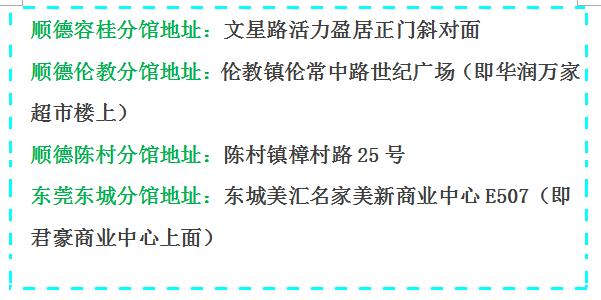 顺德容桂分馆地址：文星路活力盈居正门斜对面
顺德伦教分馆地址：伦教镇伦常中路世纪广场（即华润万家
超市楼上）
顺德陈村分馆地址：陈村镇樟村路 25 号
东莞东城分馆地址：东城美汇名家美新商业中心 E507（即
君豪商业中心上面）